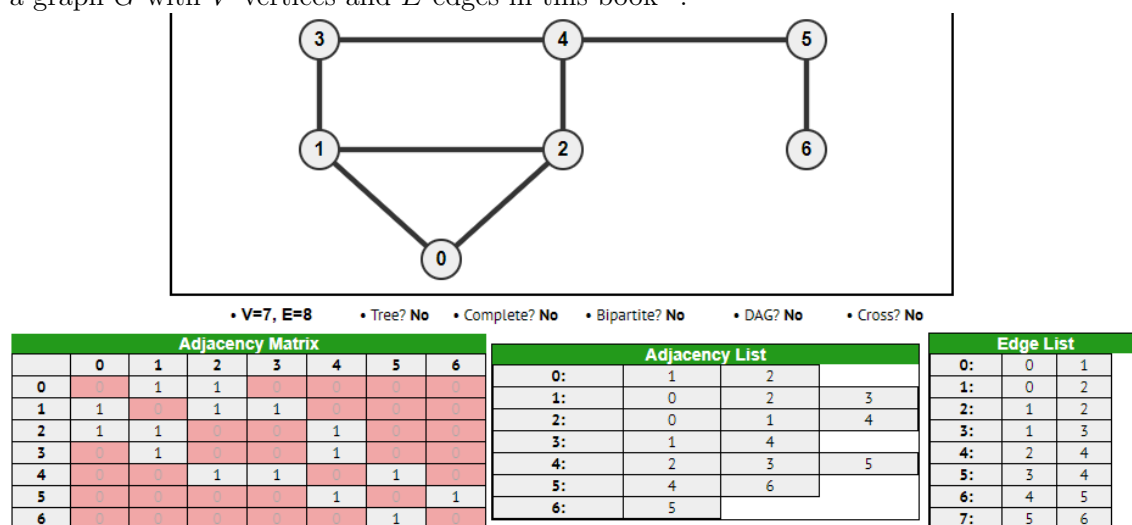 a graph G with V vertices and E edges in this book
3 4 5
1 2 6
0
• V=7, E=8 • Tree? No • Complete? No • Bipartite? No • DAG? No • Cross? No
Adjacency Matrix
0 1 2 3 4 5 6
0 0 1 1 0 0 0 0
1 1 0 1 1 0 0 0
2 1 1 0 0 1 0 0
3 0 1 0 0 1 0 0
4 0 0 1 1 0 1 0
5 0 0 0 0 1 0 1
6 0 0 0 0 0 1 0
Adjacency List
0: 1 2
1: 0 2 3
2: 0 1 4
3: 1 4
4: 2 3 5
5: 4 6
6: 5
Edge List
0: 0 1
1: 0 2
2: 1 2
3: 1 3
4: 2 4
5: 3 4
6: 4 5
7: 5 6